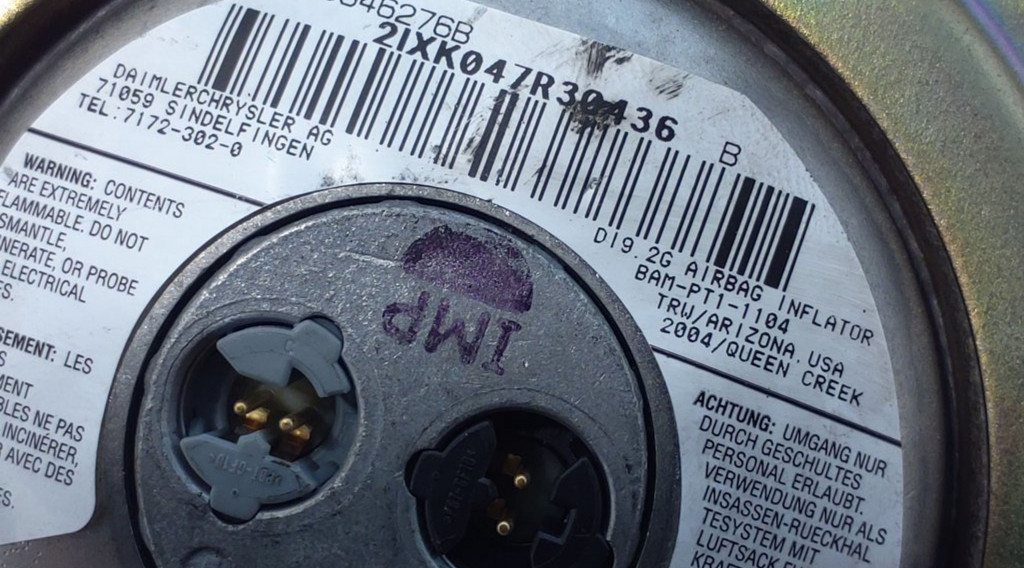 846276B
2IXK047R30436
B
DAIMLERCHRYSLER AG
71059 SINDELFINGEN
TEL:7172-302-0
DI9.2G AIRBAG INFLATOR
BAM-PT1-1104
TRW/ARIZONA USA
2004/QUEEN CREEK
WARNING: CONTENTS
ARE EXTREMELY
FLAMMABLE. DO NOT
SMANTLE,
NERATE, OR PROBE
ELECTRICAL
ES.
SEMENT: LES
S
MENT
BLES NE PAS
INCINÉRER,
R AVEC DES
S.
IMP
ACHTUNG: UMGANG NUR
DURCH GESCHULTES
PERSONAL ERLAUBT.
VERWENDUNG NUR ALS
INSASSEN-RÜCKHAL
TESYSTEM MIT
LUFTSACK
KRAF